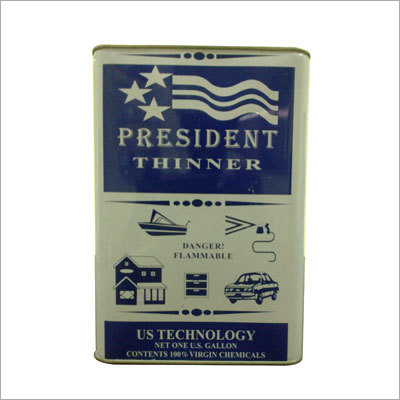 PRESIDENT
THINNER
DANGER!
FLAMMABLE
US TECHNOLOGY
NET ONE U.S. GALLON
CONTENTS 100% VIRGIN CHEMICALS